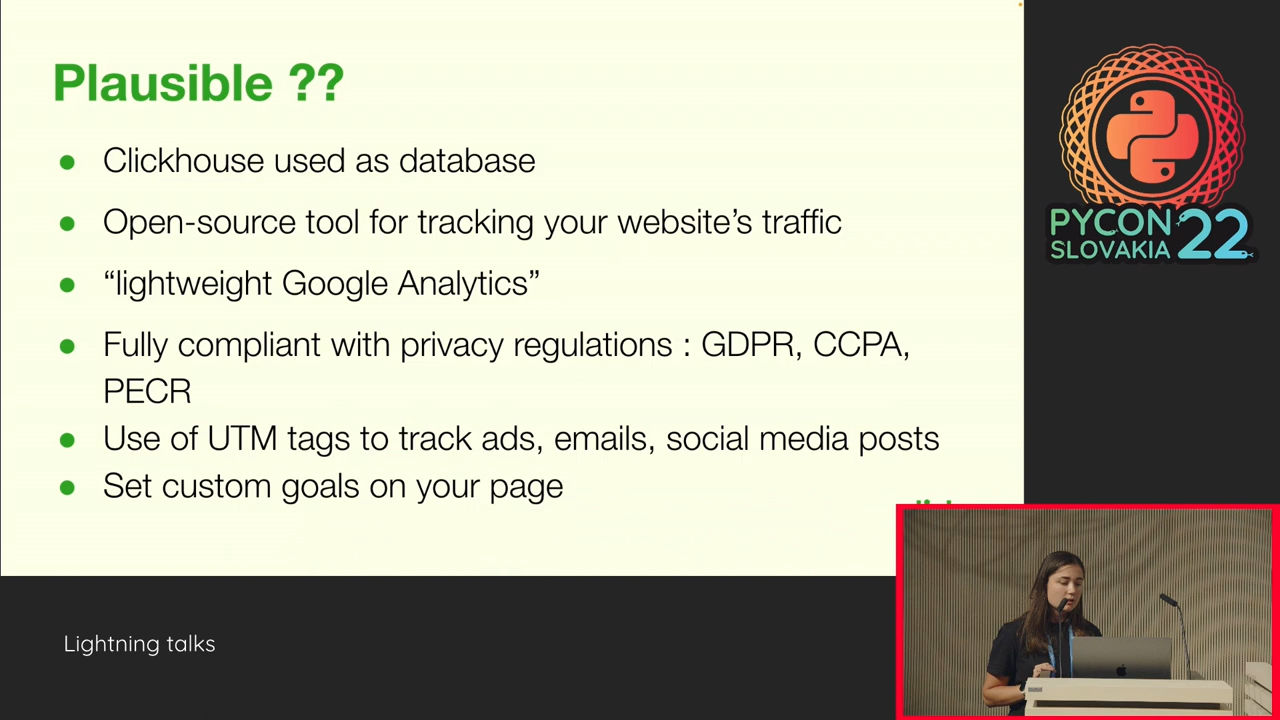 Plausible ??
Clickhouse used as database
Open-source tool for tracking your website’s traffic
“lightweight Google Analytics”
Fully compliant with privacy regulations : GDPR, CCPA,
PECR
Use of UTM tags to track ads, emails, social media posts
Set custom goals on your page
PYCON
SLOVAKIA 22
Lightning talks